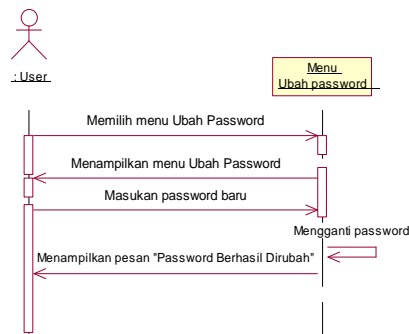 : User
Menu
Ubah password
Memilih menu Ubah Password
Menampilkan menu Ubah Password
Masukan password baru
Mengganti password
Menampilkan pesan "Password Berhasil Dirubah"